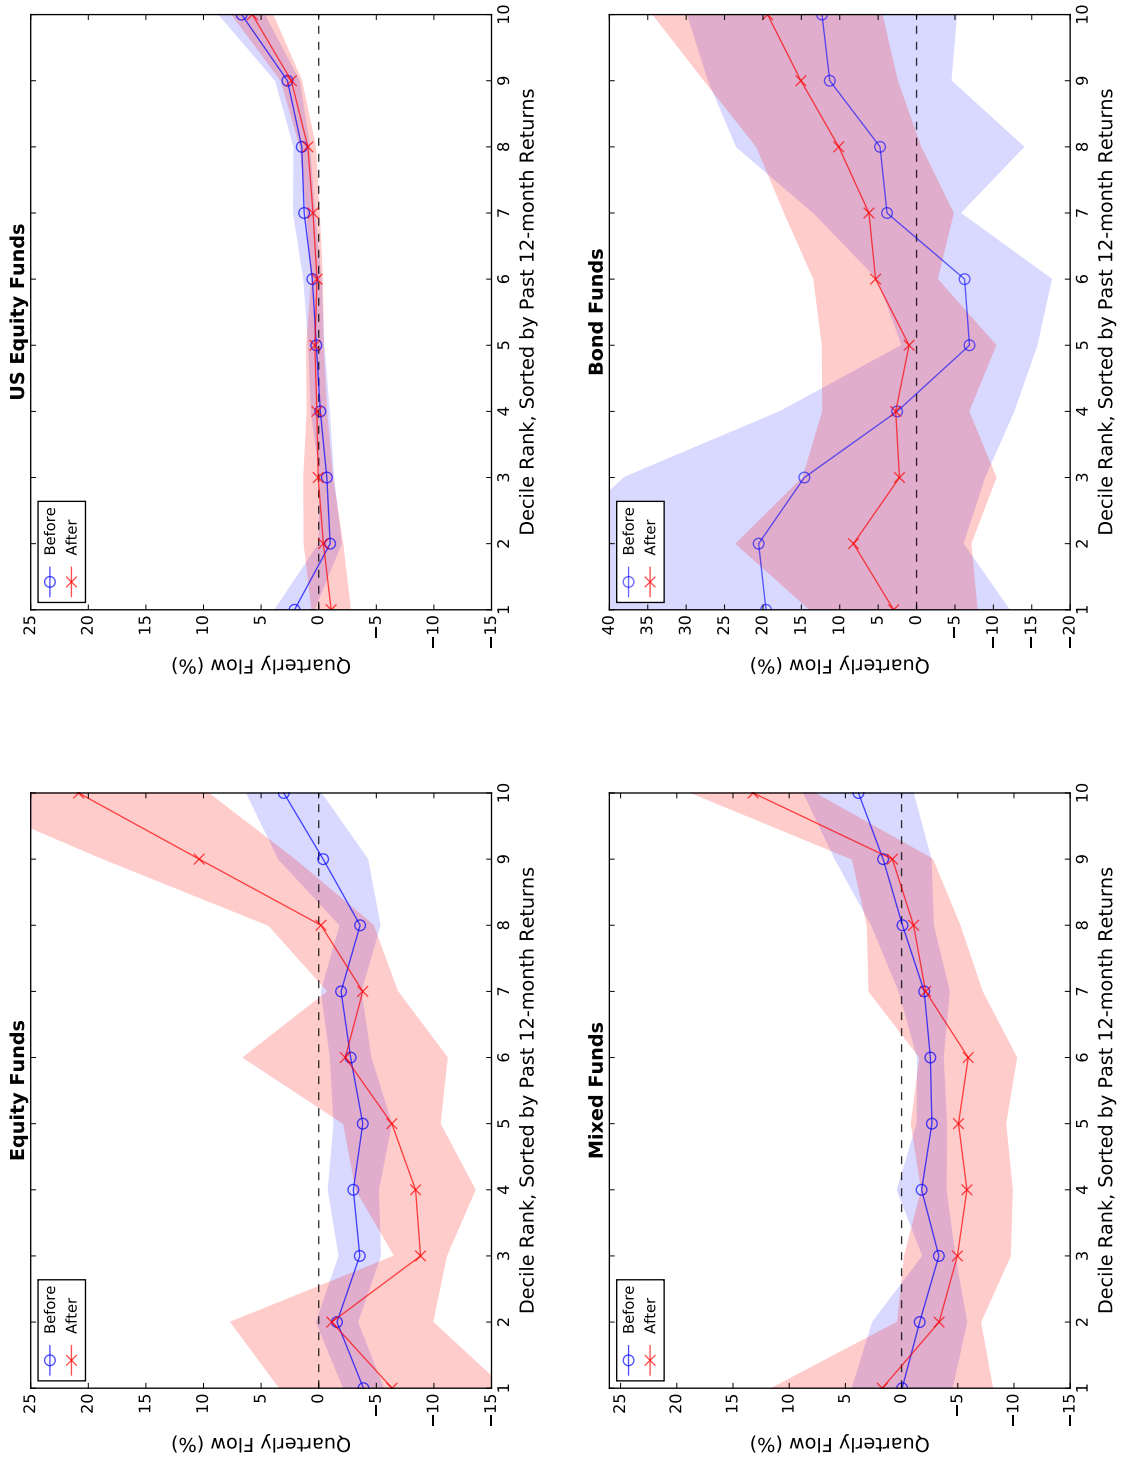 Equity Funds
Quarterly Flow (%)
25
20
15
10
5
0
−5
−10
−15
Before
After
1 2 3 4 5 6 7 8 9 10
Decile Rank, Sorted by Past 12-month Returns
US Equity Funds
Quarterly Flow (%)
25
20
15
10
5
0
−5
−10
−15
Before
After
1 2 3 4 5 6 7 8 9 10
Decile Rank, Sorted by Past 12-month Returns
Mixed Funds
Quarterly Flow (%)
25
20
15
10
5
0
−5
−10
−15
Before
After
1 2 3 4 5 6 7 8 9 10
Decile Rank, Sorted by Past 12-month Returns
Bond Funds
Quarterly Flow (%)
40
35
30
25
20
15
10
5
0
−5
−10
−15
−20
Before
After
1 2 3 4 5 6 7 8 9 10
Decile Rank, Sorted by Past 12-month Returns